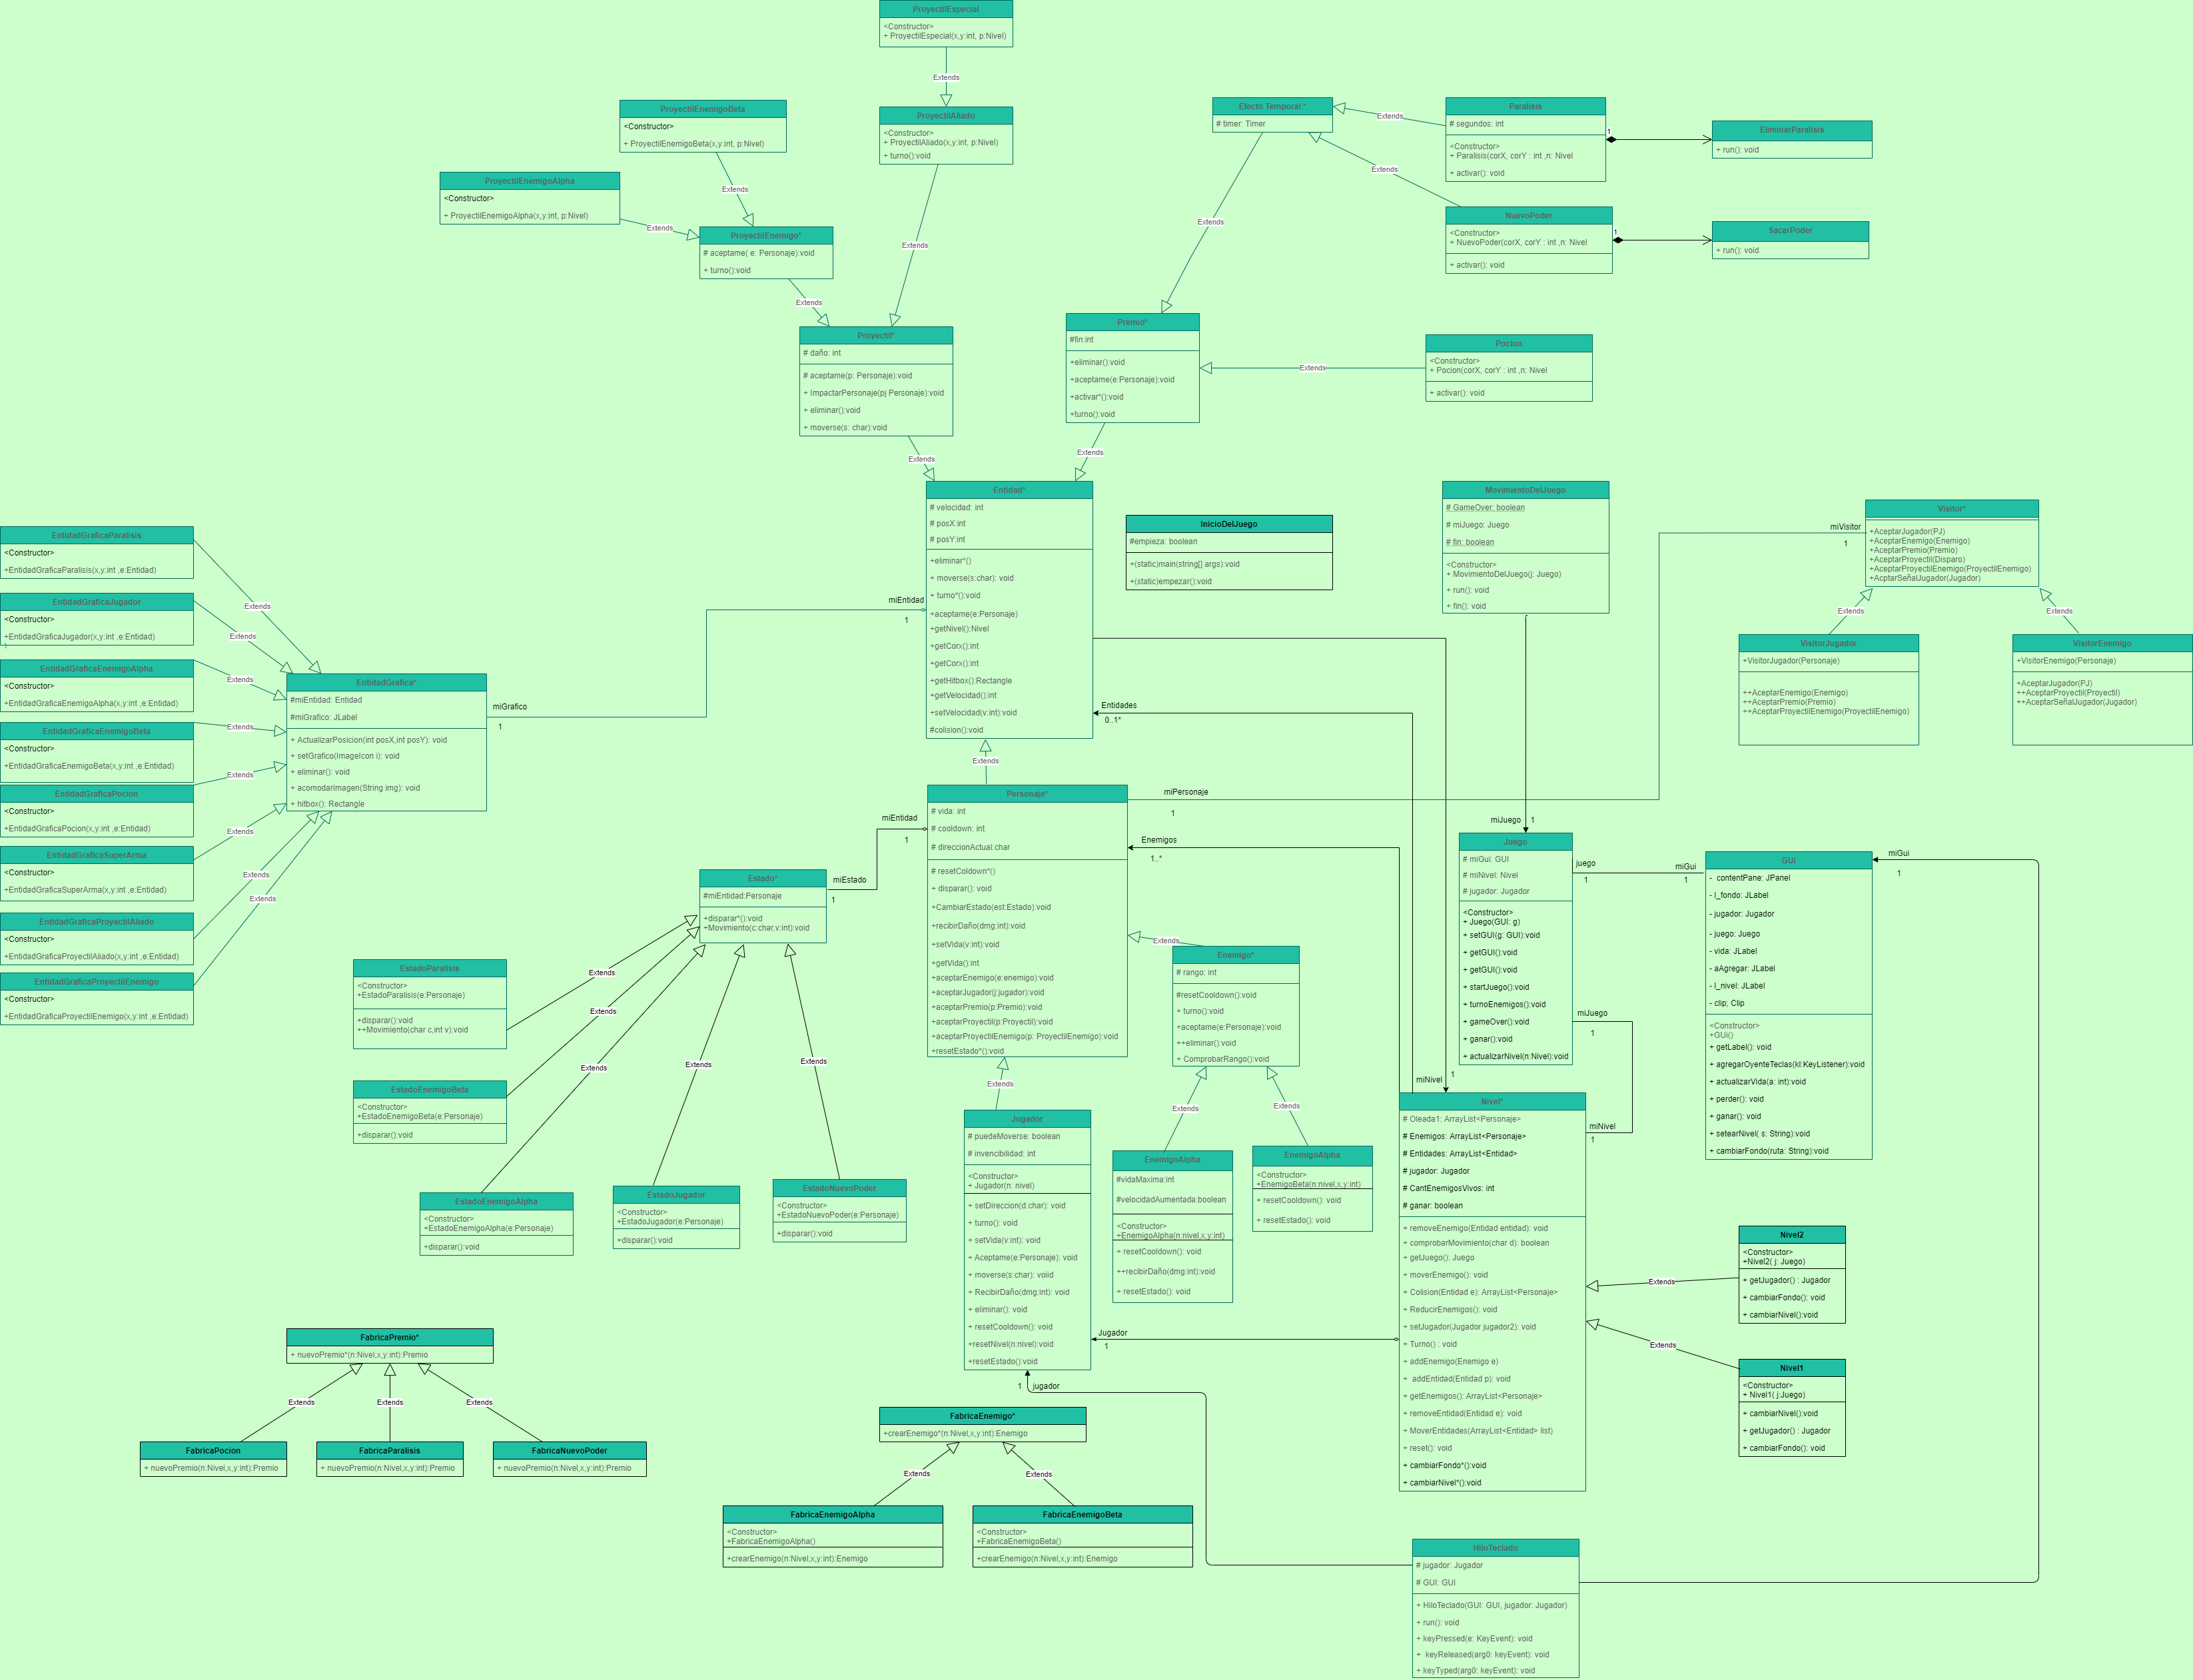 ProyectilEspecial
<Constructor>
+ ProyectilEspecial(x,y:int, p:Nivel)
Extends
ProyectilAliado
<Constructor>
+ ProyectilAliado(x,y:int, p:Nivel)
+ turno():void
Extends
ProyectilEnemigoBeta
<Constructor>
+ ProyectilEnemigoBeta(x,y:int, p:Nivel)
Extends
ProyectilEnemigoAlpha
<Constructor>
+ ProyectilEnemigoAlpha(x,y:int, p:Nivel)
Extends
ProyectilEnemigo*
# aceptame( e: Personaje):void
+ turno():void
Extends
Proyectil*
# daño: int
# aceptame(p: Personaje):void
+ ImpactarPersonaje(pj Personaje):void
+ eliminar():void
+ moverse(s: char):void
Extends
Efecto Temporal *
# timer: Timer
Extends
Paralisis
# segundos: int
<Constructor>
+ Paralisis(corX, corY : int ,n: Nivel
+ activar(): void
1
EliminarParalisis
+ run(): void
Extends
Extends
NuevoPoder
<Constructor>
+ NuevoPoder(corX, corY : int ,n: Nivel
+ activar(): void
1
SacarPoder
+ run(): void
Premio*
#fin:int
+eliminar():void
+aceptame(e:Personaje):void
+activar*():void
+turno():void
Extends
Extends
Pocion
<Constructor>
+ Pocion(corX, corY : int ,n: Nivel
+ activar(): void
Entidad*
# velocidad: int
# posX:int
# posY:int
+eliminar*()
+ moverse(s:char): void
+ turno*():void
+aceptame(e:Personaje)
+getNivel():Nivel
+getCorx():int
+getCorx():int
+getHitbox():Rectangle
+getVelocidad():int
+setVelocidad(v:int):void
#colision():void
InicioDelJuego
#empieza: boolean
+(static)main(string[] args):void
+(static)empezar():void
MovimientoDelJuego
# GameOver: boolean
# miJuego: Juego
# fin: boolean
<Constructor>
+ MovimientoDelJuego(j: Juego)
+ run(): void
+ fin(): void
miVisitor
1
Visitor*
+AceptarJugador(PJ)
+AceptarEnemigo(Enemigo)
+AceptarPremio(Premio)
+AceptarProyectil(Disparo)
+AceptarProyectilEnemigo(ProyectilEnemigo)
+AcptarSeñalJugador(Jugador)
Extends
Extends
VisitorJugador
+VisitorJugador(Personaje)
++AceptarEnemigo(Enemigo)
++AceptarPremio(Premio)
++AceptarProyectilEnemigo(ProyectilEnemigo)
VisitorEnemigo
+VisitorEnemigo(Personaje)
+AceptarJugador(PJ)
++AceptarProyectil(Proyectil)
++AceptarSeñalJugador(Jugador)
EntidadGraficaParalisis
<Constructor>
+EntidadGraficaParalisis(x,y:int ,e:Entidad)
Extends
EntidadGraficaJugador
<Constructor>
+EntidadGraficaJugador(x,y:int ,e:Entidad)
)
Extends
EntidadGraficaEnemigoAlpha
<Constructor>
+EntidadGraficaEnemigoAlpha(x,y:int ,e:Entidad)
Extends
EntidadGraficaEnemigoBeta
<Constructor>
+EntidadGraficaEnemigoBeta(x,y:int ,e:Entidad)
Extends
EntidadGraficaPocion
<Constructor>
+EntidadGraficaPocion(x,y:int ,e:Entidad)
Extends
EntidadGraficaSuperArma
<Constructor>
+EntidadGraficaSuperArma(x,y:int ,e:Entidad)
Extends
EntidadGraficaProyectilAliado
<Constructor>
+EntidadGraficaProyectilAliado(x,y:int ,e:Entidad)
Extends
EntidadGraficaProyectilEnemigo
<Constructor>
+EntidadGraficaProyectilEnemigo(x,y:int ,e:Entidad)
Extends
EntidadGrafica*
#miEntidad: Entidad
#miGrafico: JLabel
+ ActualizarPosicion(int posX,int posY): void
+ setGrafico(ImageIcon i): void
+ eliminar(): void
+ acomodarImagen(String img): void
+ hitbox(): Rectangle
miGrafico
1
miEntidad
1
Entidades
0..1*
Extends
Personaje*
# vida: int
# cooldown: int
# direccionActual:char
# resetColdown*()
+ disparar(): void
+CambiarEstado(est:Estado):void
+recibirDaño(dmg:int):void
+setVida(v:int):void
+getVida():int
+aceptarEnemigo(e:enemigo):void
+aceptarJugador(j:jugador):void
+aceptarPremio(p:Premio):void
+aceptarProyectil(p:Proyectil):void
+aceptarProyectilEnemigo(p: ProyectilEnemigo):void
+resetEstado*():void
miPersonaje
1
Enemigos
1..*
miEntidad
1
miEstado
1
Estado*
#miEntidad:Personaje
+disparar*():void
+Movimiento(c:char,v:int):void
Extends
Extends
Extends
Extends
Extends
EstadoParalisis
<Constructor>
+EstadoParalisis(e:Personaje)
+disparar():void
++Movimiento(char c,int v):void
EstadoEnemigoBeta
<Constructor>
+EstadoEnemigoBeta(e:Personaje)
+disparar():void
EstadoEnemigoAlpha
<Constructor>
+EstadoEnemigoAlpha(e:Personaje)
+disparar():void
EstadoJugador
<Constructor>
+EstadoJugador(e:Personaje)
+disparar():void
EstadoNuevoPoder
<Constructor>
+EstadoNuevoPoder(e:Personaje)
+disparar():void
Extends
Enemigo*
# rango: int
#resetCooldown():void
+ turno():void
+aceptame(e:Personaje):void
++eliminar():void
+ ComprobarRango():void
Extends
Extends
EnemigoAlpha
#vidaMaxima:int
#velocidadAumentada:boolean
<Constructor>
+EnemigoAlpha(n:nivel,x,y:int)
+ resetCooldown(): void
++recibirDaño(dmg:int):void
+ resetEstado(): void
EnemigoAlpha
<Constructor>
+EnemigoBeta(n:nivel,x,y:int)
+ resetCooldown(): void
+ resetEstado(): void
Extends
Jugador
# puedeMoverse: boolean
# invencibilidad: int
<Constructor>
+ Jugador(n: nivel)
+ setDireccion(d:char): void
+ turno(): void
+ setVida(v:int): void
+ Aceptame(e:Personaje): void
+ moverse(s:char): voiid
+ RecibirDaño(dmg:int): void
+ eliminar(): void
+ resetCooldown(): void
+resetNivel(n:nivel):void
+resetEstado():void
Jugador
1
1
jugador
miJuego
1
Juego
# miGui: GUI
# miNivel: Nivel
# jugador: Jugador
<Constructor>
+ Juego(GUI: g)
+ setGUI(g: GUI):void
+ getGUI():void
+ getGUI():void
+ startJuego():void
+ turnoEnemigos():void
+ gameOver():void
+ ganar():void
+ actualizarNivel(n:Nivel):void
juego
1
miGui
1
GUi
- contentPane: JPanel
- l_fondo: JLabel
- jugador: Jugador
- juego: Juego
- vida: JLabel
- aAgregar: JLabel
- l_nivel: JLabel
- clip; Clip
<Constructor>
+GUi()
+ getLabel(): void
+ agregarOyenteTeclas(kl:KeyListener):void
+ actualizarVida(a: int):void
+ perder(): void
+ ganar(): void
+ setearNivel( s: String):void
+ cambiarFondo(ruta: String):void
miGui
1
miJuego
1
miNivel
1
miNivel
1
Nivel*
# Oleada1: ArrayList<Personaje>
# Enemigos: ArrayList<Personaje>
# Entidades: ArrayList<Entidad>
# jugador: Jugador
# CantEnemigosVivos: int
# ganar: boolean
+ removeEnemigo(Entidad entidad): void
+ comprobarMovimiento(char d): boolean
+ getJuego(): Juego
+ moverEnemigo(): void
+ Colision(Entidad e): ArrayList<Personaje>
+ ReducirEnemigos(): void
+ setJugador(Jugador jugador2): void
+ Turno() : void
+ addEnemigo(Enemigo e)
+ addEntidad(Entidad p): void
+ getEnemigos(): ArrayList<Personaje>
+ removeEntidad(Entidad e): void
+ MoverEntidades(ArrayList<Entidad> list)
+ reset(): void
+ cambiarFondo*():void
+ cambiarNivel*():void
Extends
Nivel2
<Constructor>
+Nivel2( j: Juego)
+ getJugador() : Jugador
+ cambiarFondo(): void
+ cambiarNivel():void
Extends
Nivel1
<Constructor>
+ Nivel1( j:Juego)
+ cambiarNivel():void
+ getJugador() : Jugador
+ cambiarFondo(): void
FabricaPremio*
+ nuevoPremio*(n:Nivel,x,y:int):Premio
Extends
Extends
Extends
FabricaPocion
+ nuevoPremio(n:Nivel,x,y:int):Premio
FabricaParalisis
+ nuevoPremio(n:Nivel,x,y:int):Premio
FabricaNuevoPoder
+ nuevoPremio(n:Nivel,x,y:int):Premio
FabricaEnemigo*
+crearEnemigo*(n:Nivel,x,y:int):Enemigo
Extends
Extends
FabricaEnemigoAlpha
<Constructor>
+FabricaEnemigoAlpha()
+crearEnemigo(n:Nivel,x,y:int):Enemigo
FabricaEnemigoBeta
<Constructor>
+FabricaEnemigoBeta()
+crearEnemigo(n:Nivel,x,y:int):Enemigo
HiloTeclado
# jugador: Jugador
# GUI: GUI
+ HiloTeclado(GUI: GUI, jugador: Jugador)
+ run(): void
+ keyPressed(e: KeyEvent): void
+ keyReleased(arg0: keyEvent): void
+ keyTyped(arg0: keyEvent): void